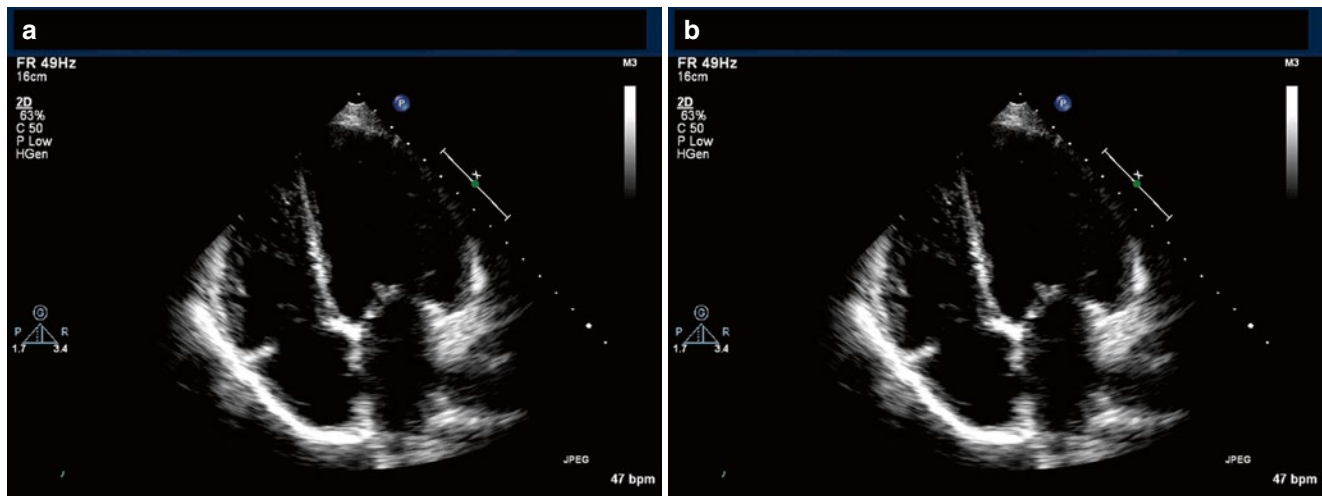 a
FR 49Hz
16cm
2D
63%
C 50
P Low
HGen
M3
P
G
P R
1.7 3.4
JPEG
47 bpm
b
FR 49Hz
16cm
2D
63%
C 50
P Low
HGen
M3
P
G
P R
1.7 3.4
JPEG
47 bpm